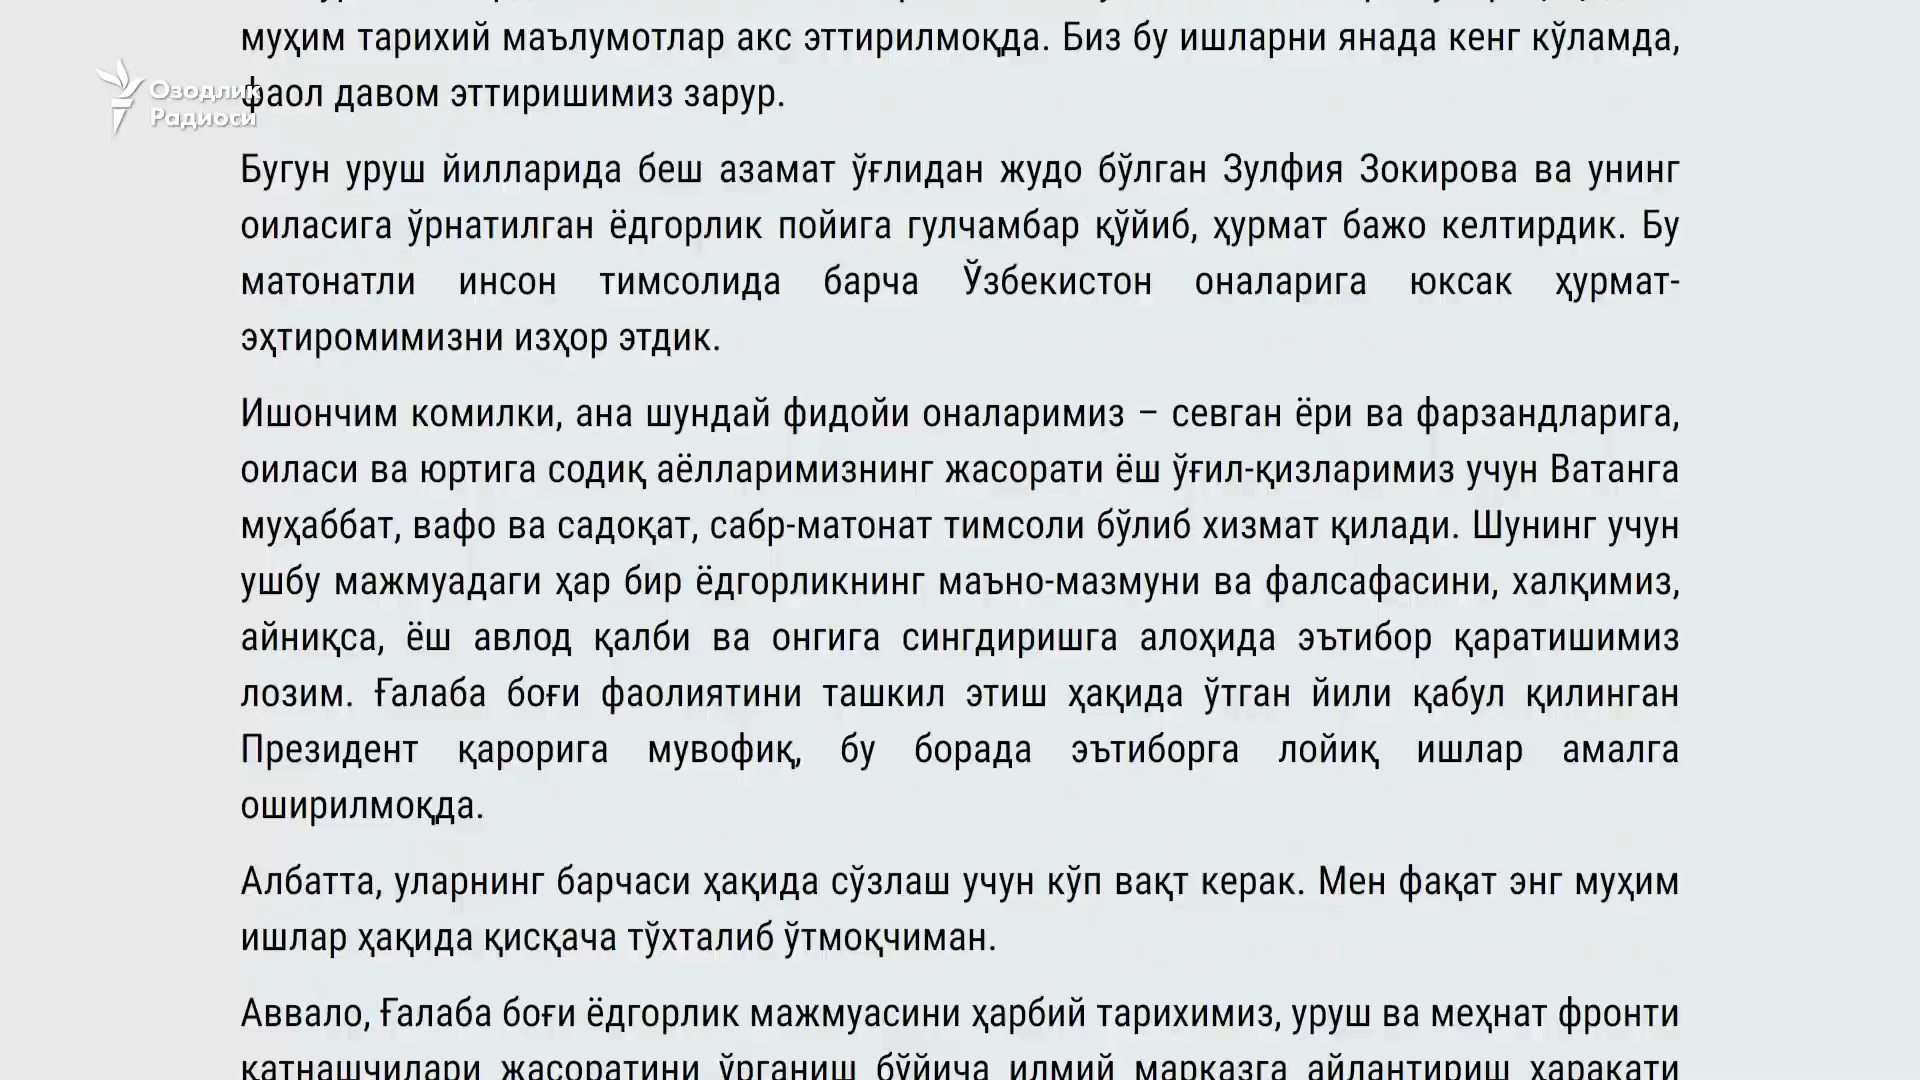 муҳим тарихий маълумотлар акс эттирилмоқда. Биз бу ишларни янада кенг кўламда,
фаол давом эттиришимиз зарур.
Озодлик
Радиоси
Бугун уруш йилларида беш азамат ўғлидан жудо бўлган Зулфия Зокирова ва унинг
оиласига ўрнатилган ёдгорлик пойига гулчамбар қўйиб, ҳурмат бажо келтирдик. Бу
матонатли инсон тимсолида барча Ўзбекистон оналарига юксак ҳурмат-
эҳтиромимизни изҳор этдик.
Ишончим комилки, ана шундай фидойи оналаримиз – севган ёри ва фарзандларига,
оиласи ва юртига содиқ аёлларимизнинг жасорати ёш ўғил-қизларимиз учун Ватанга
муҳаббат, вафо ва садоқат, сабр-матонат тимсоли бўлиб хизмат қилади. Шунинг учун
ушбу мажмуадаги ҳар бир ёдгорликнинг маъно-мазмуни ва фалсафасини, халқимиз,
айниқса, ёш авлод қалби ва онгига сингдиришга алоҳида эътибор қаратишимиз
лозим. Ғалаба боғи фаолиятини ташкил этиш ҳақида ўтган йили қабул қилинган
Президент қарорига мувофиқ, бу борада эътиборга лойиқ ишлар амалга
оширилмоқда.
Албатта, уларнинг барчаси ҳақида сўзлаш учун кўп вақт керак. Мен фақат энг муҳим
ишлар ҳақида қисқача тўхталиб ўтмоқчиман.
Аввало, Ғалаба боғи ёдгорлик мажмуасини ҳарбий тарихимиз, уруш ва меҳнат фронти
қатнашчилари жасоратини ўрганиш бўйича илмий марказга айлантириш ҳаракати